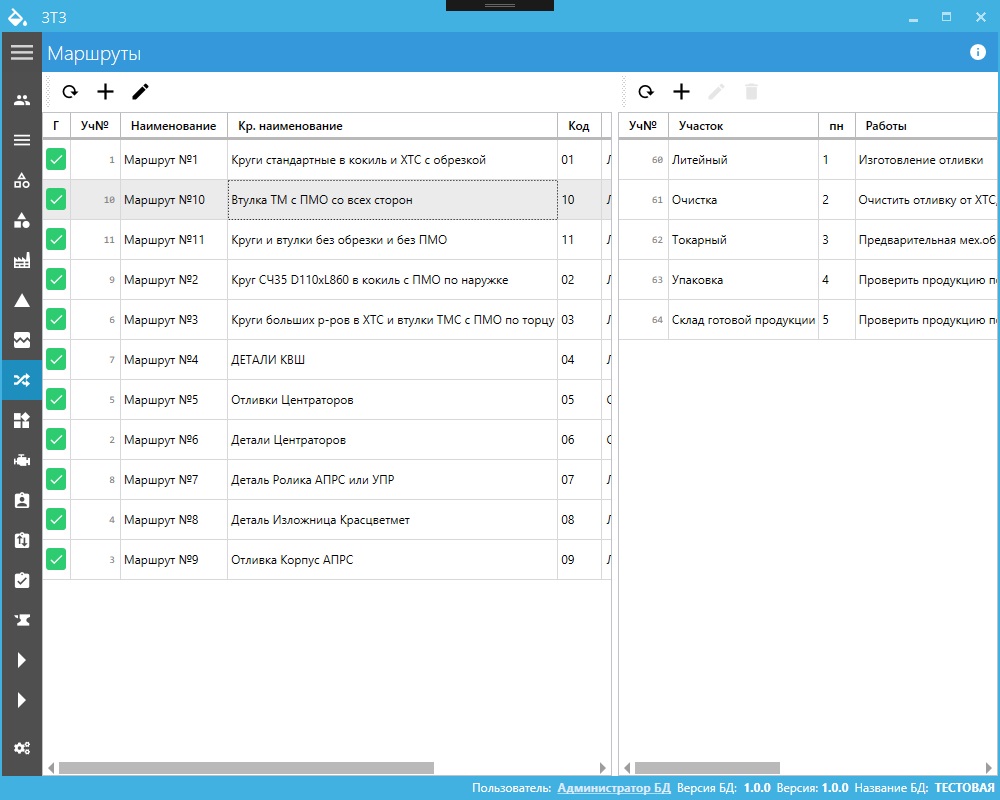 ЗТЗ
Маршруты
Г Уч№ Наименование Кр. наименование Код
1 Маршрут №1 Круги стандартные в кокиль и ХТС с обрезкой 01
10 Маршрут №10 Втулка ТМ с ПМО со всех сторон 10
11 Маршрут №11 Круги и втулки без обрезки и без ПМО 11
9 Маршрут №2 Круг СЧ35 D110xL860 в кокиль с ПМО по наружке 02
6 Маршрут №3 Круги больших р-ров в ХТС и втулки ТМС с ПМО по торцу 03
7 Маршрут №4 ДЕТАЛИ КВШ 04
5 Маршрут №5 Отливки Центраторов 05
2 Маршрут №6 Детали Центраторов 06
8 Маршрут №7 Деталь Ролика АПРС или УПР 07
4 Маршрут №8 Деталь Изложница Красцветмет 08
3 Маршрут №9 Отливка Корпус АПРС 09
Уч№ Участок пн Работы
60 Литейный 1 Изготовление отливки
61 Очистка 2 Очистить отливку от ХТС,
62 Токарный 3 Предварительная мех.об
63 Упаковка 4 Проверить продукцию п
64 Склад готовой продукции 5 Проверить продукцию п
Пользователь: Администратор БД Версия БД: 1.0.0 Версия: 1.0.0 Название БД: ТЕСТОВАЯ